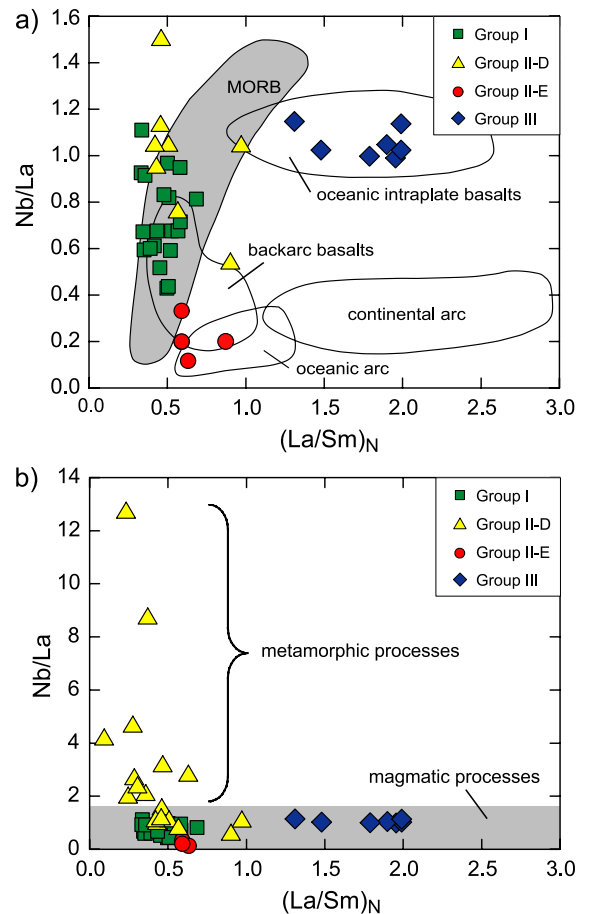 a)
1.6
1.4
1.2
1.0
0.8
0.6
0.4
0.2
0.0
Nb/La
MORB
Group I
Group II-D
Group II-E
Group III
oceanic intraplate basalts
backarc basalts
continental arc
oceanic arc
0.0 0.5 1.0 1.5 2.0 2.5 3.0
(La/Sm)N
b)
14
12
10
8
6
4
2
0
Nb/La
Group I
Group II-D
Group II-E
Group III
metamorphic processes
magmatic processes
0.0 0.5 1.0 1.5 2.0 2.5 3.0
(La/Sm)N